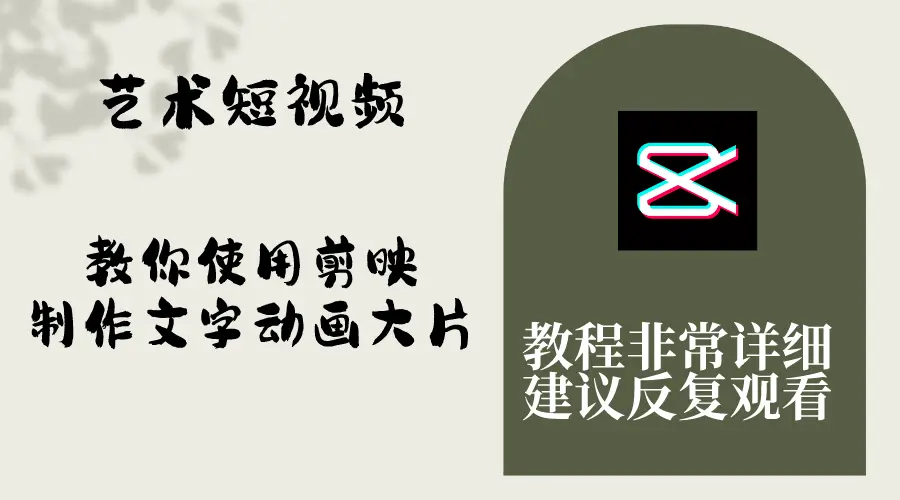 艺术短视频
教你使用剪映
制作文字动画大片
教程非常详细
建议反复观看